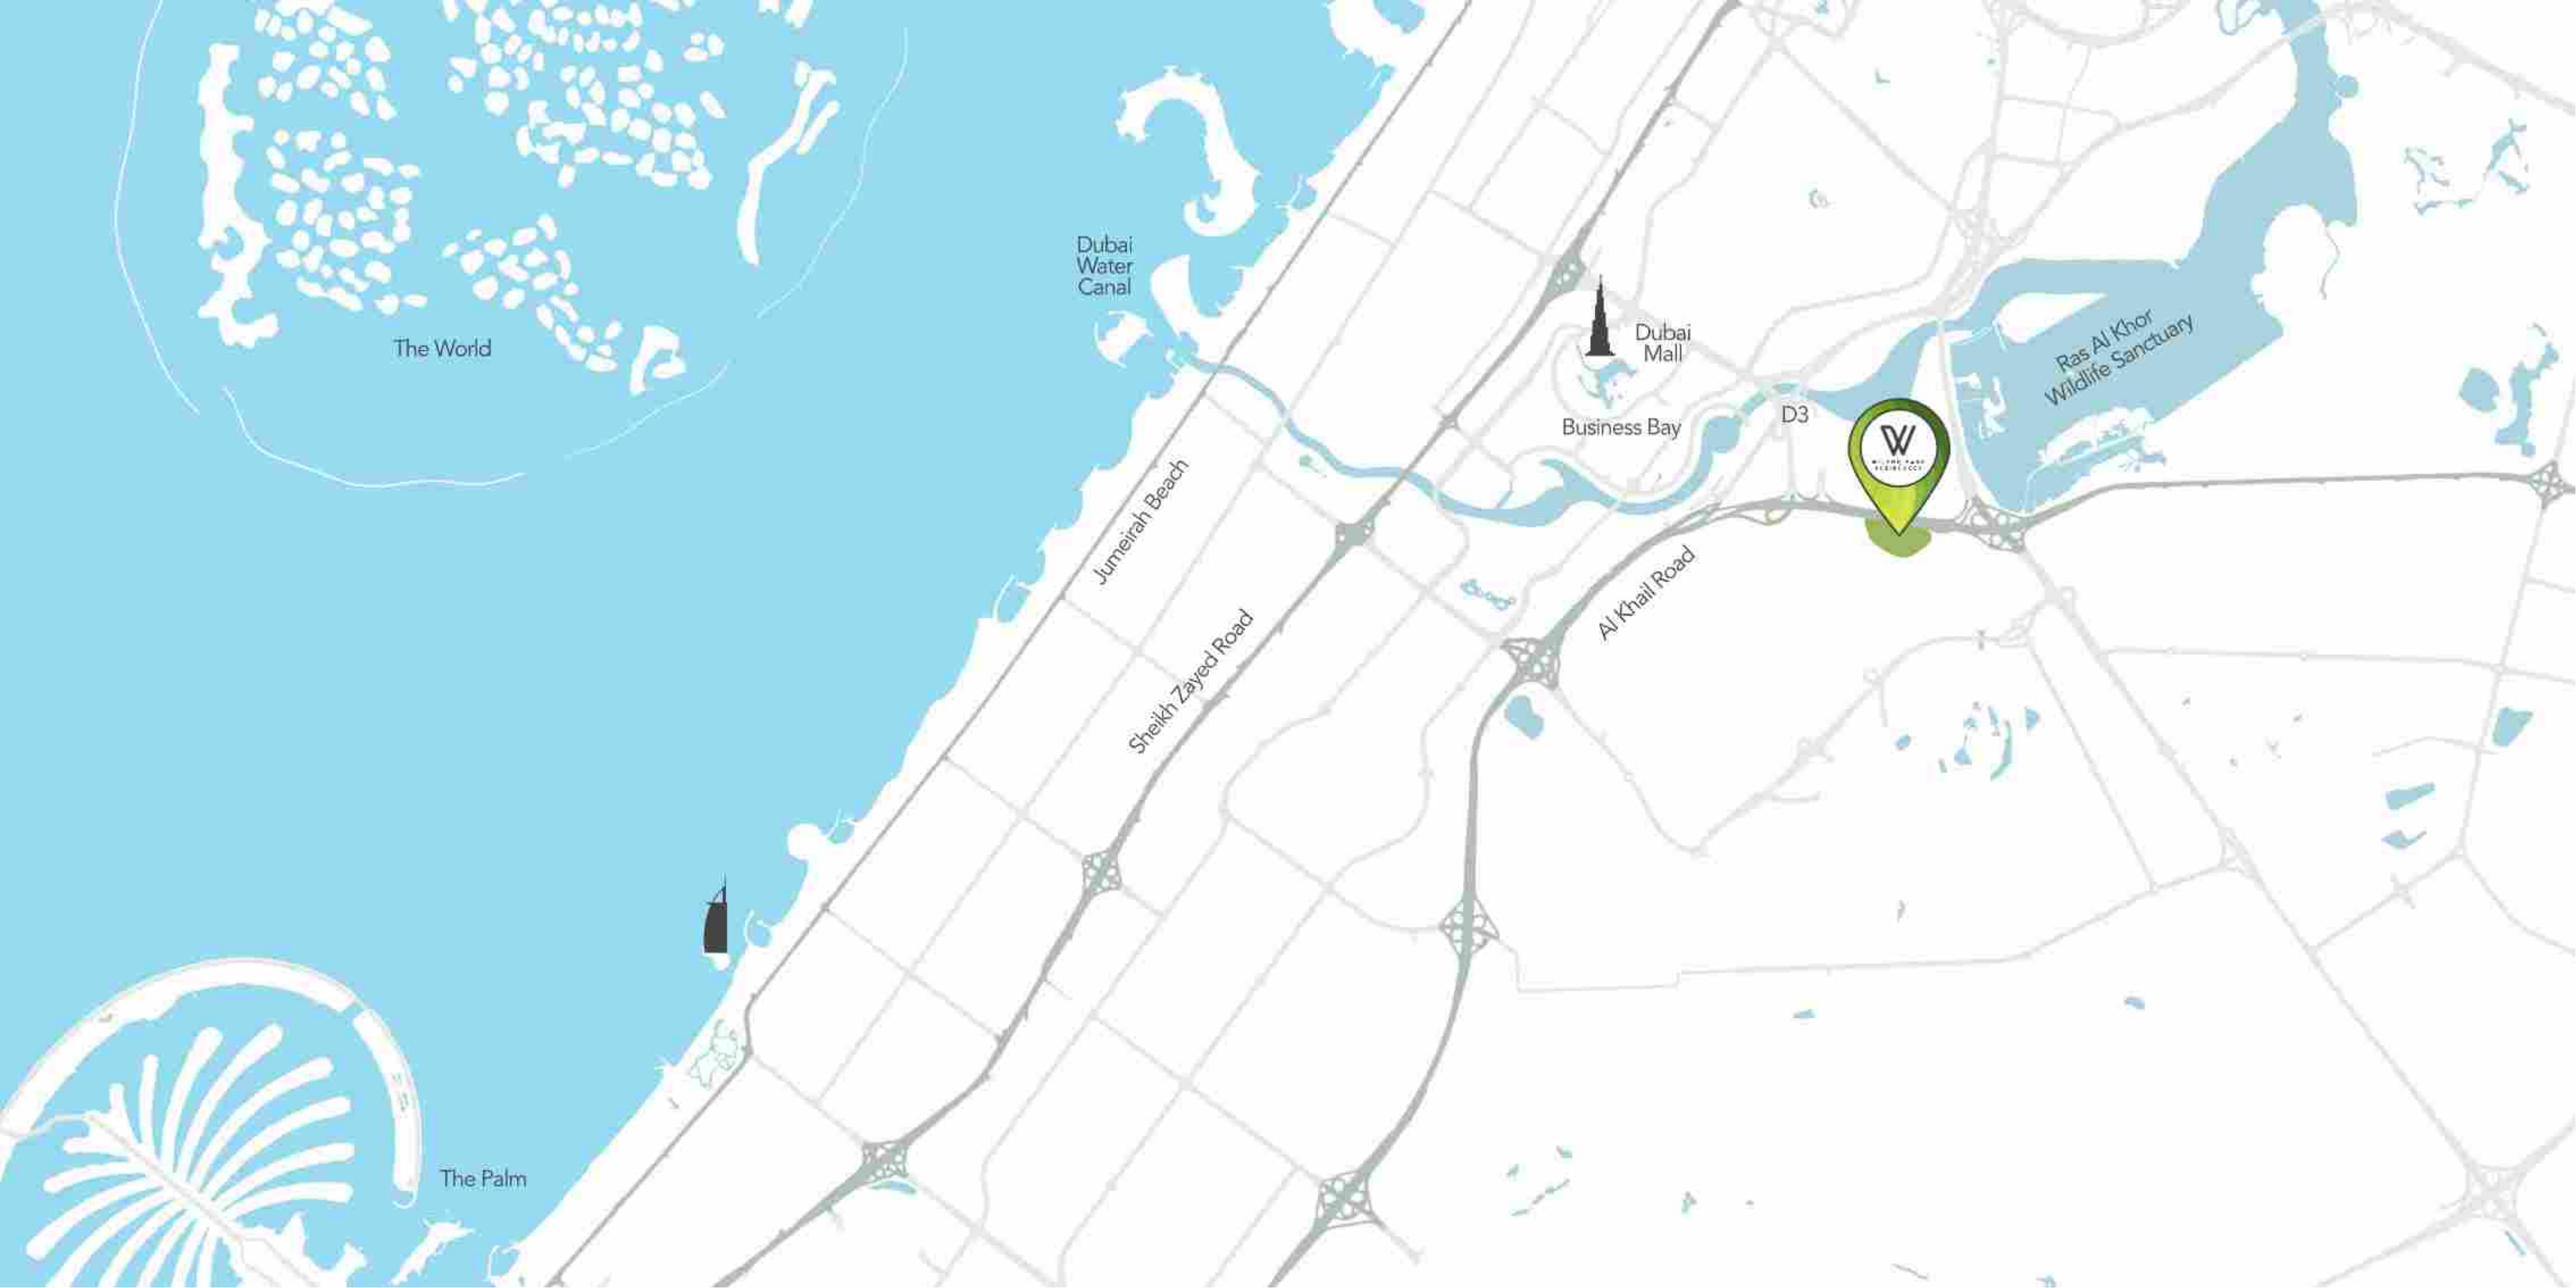 Dubai
Water
Canal
The World
Dubai
Mall
Ras Al Khor
Wildlife Sanctuary
D3
Business Bay
W
Jumeirah Beach
Al Khail Road
Sheikh Zayed Road
The Palm